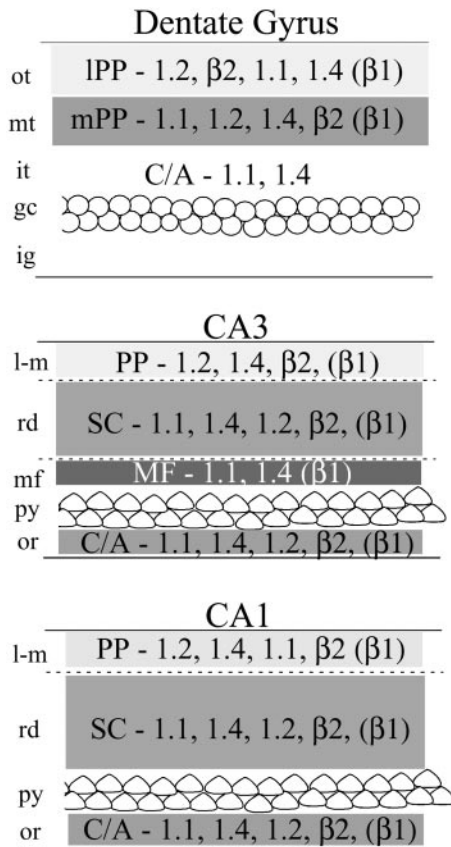 Dentate Gyrus
ot lPP - 1.2, β2, 1.1, 1.4 (β1)
mt mPP - 1.1, 1.2, 1.4, β2 (β1)
it C/A - 1.1, 1.4
gc
ig
CA3
l-m PP - 1.2, 1.4, β2, (β1)
rd SC - 1.1, 1.4, 1.2, β2, (β1)
mf MF - 1.1, 1.4 (β1)
py
or C/A - 1.1, 1.4, 1.2, β2, (β1)
CA1
l-m PP - 1.2, 1.4, 1.1, β2 (β1)
rd SC - 1.1, 1.4, 1.2, β2, (β1)
py
or C/A - 1.1, 1.4, 1.2, β2, (β1)